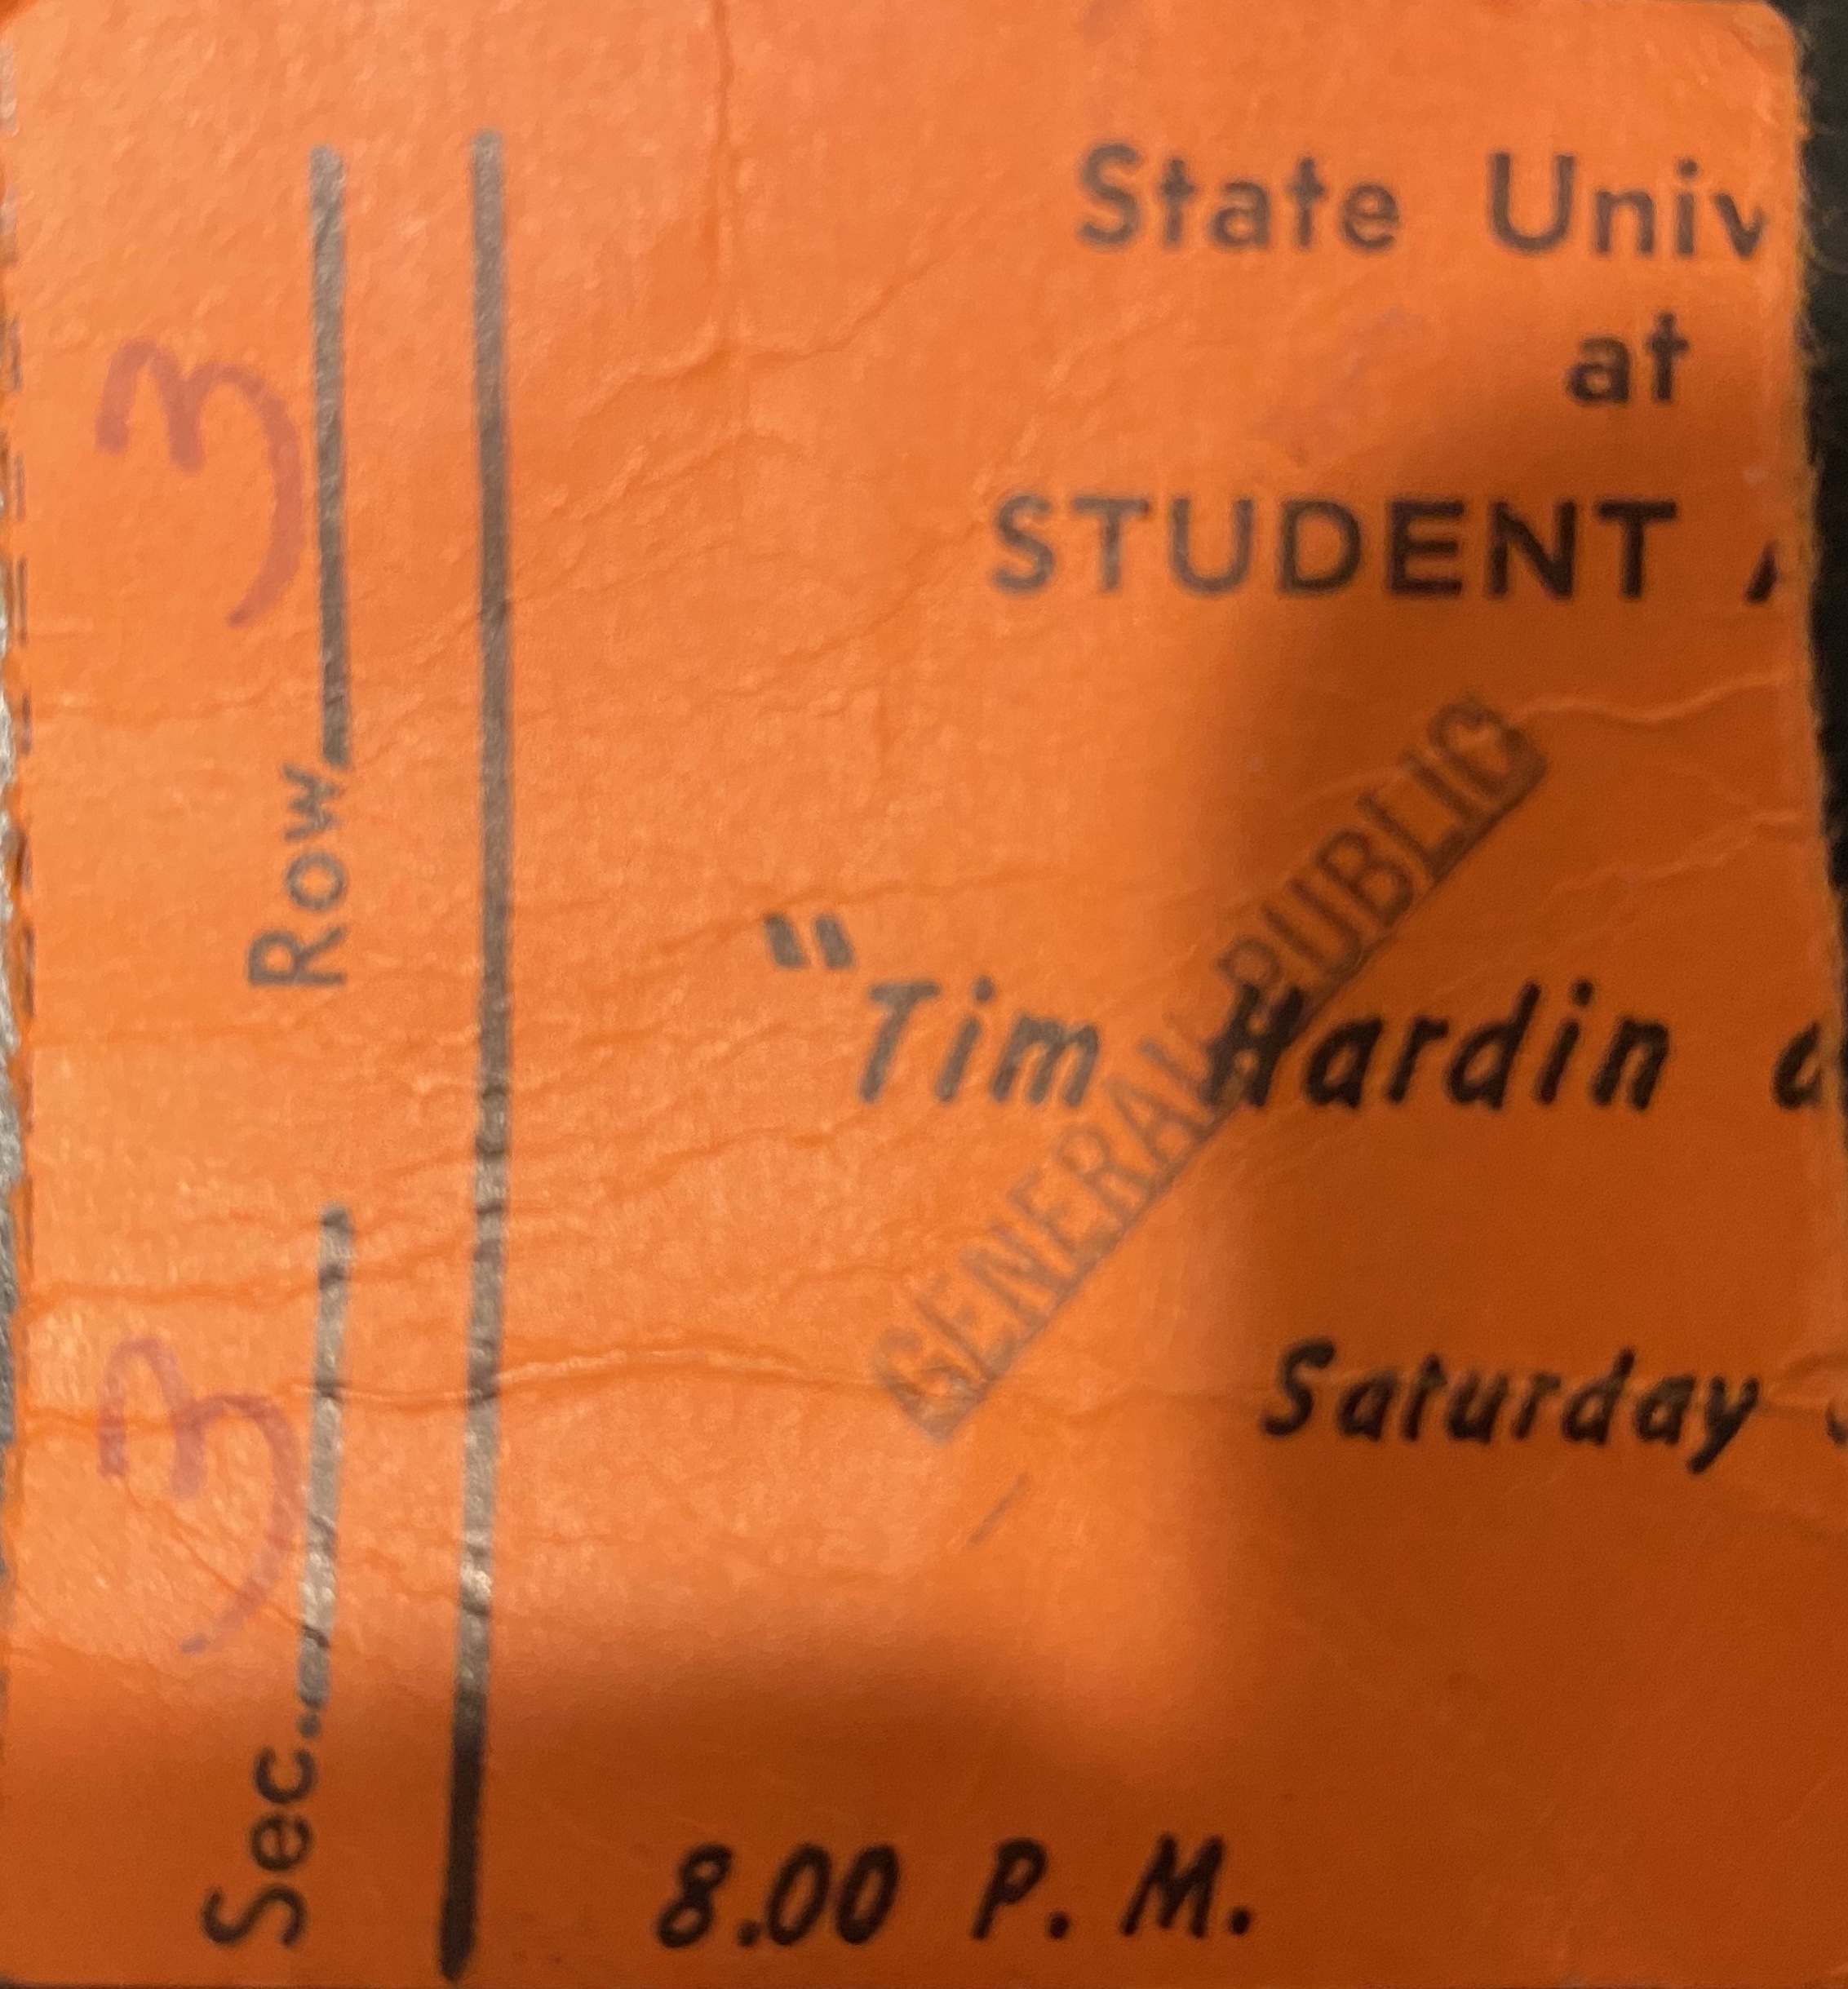 State Univ
at
STUDENT
GENERAL PUBLIC
"Tim Hardin
Saturday
8.00 P. M.
Sec. 3 Row 3